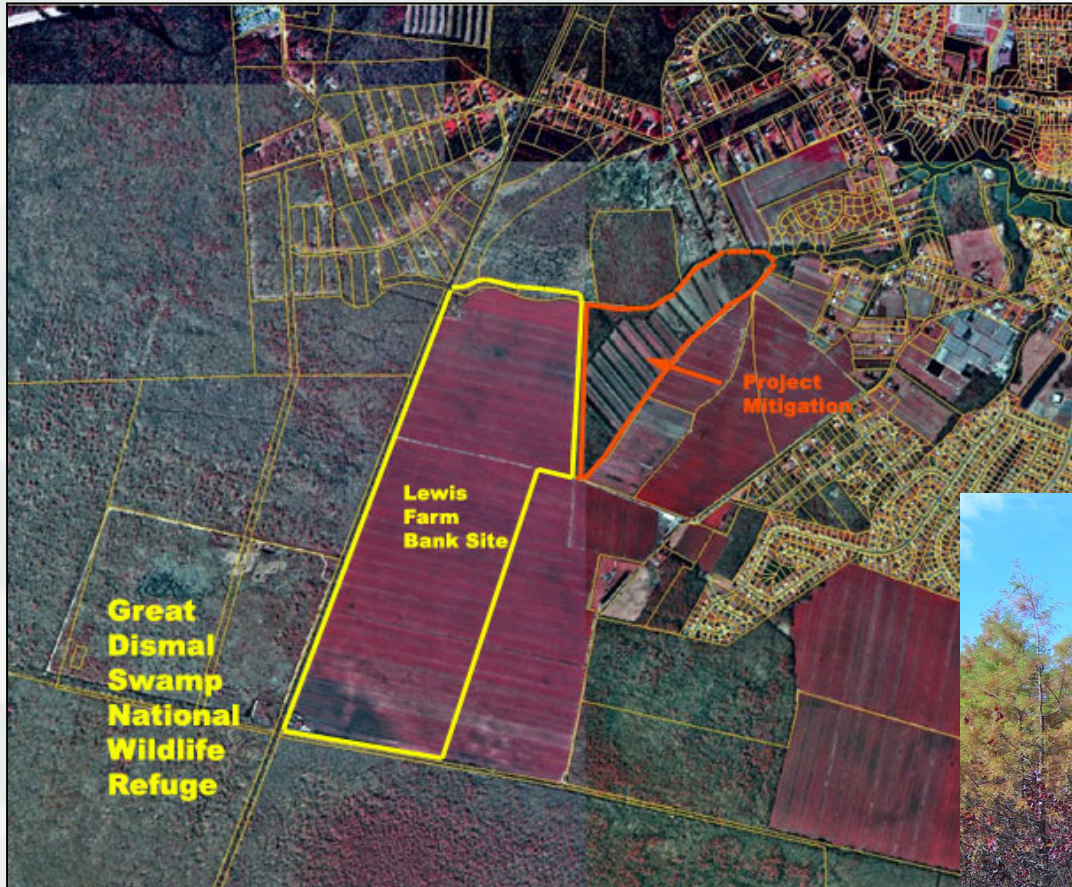 Project
Mitigation
Lewis
Farm
Bank Site
Great
Dismal
Swamp
National
Wildlife
Refuge